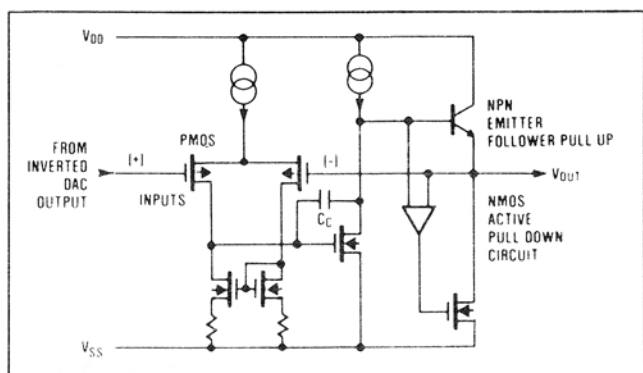 VDD
NPN
EMITTER
FOLLOWER PULL UP
PMOS
FROM
INVERTED
DAC
OUTPUT
(+)
(-)
VOUT
INPUTS
CC
NMOS
ACTIVE
PULL DOWN
CIRCUIT
VSS